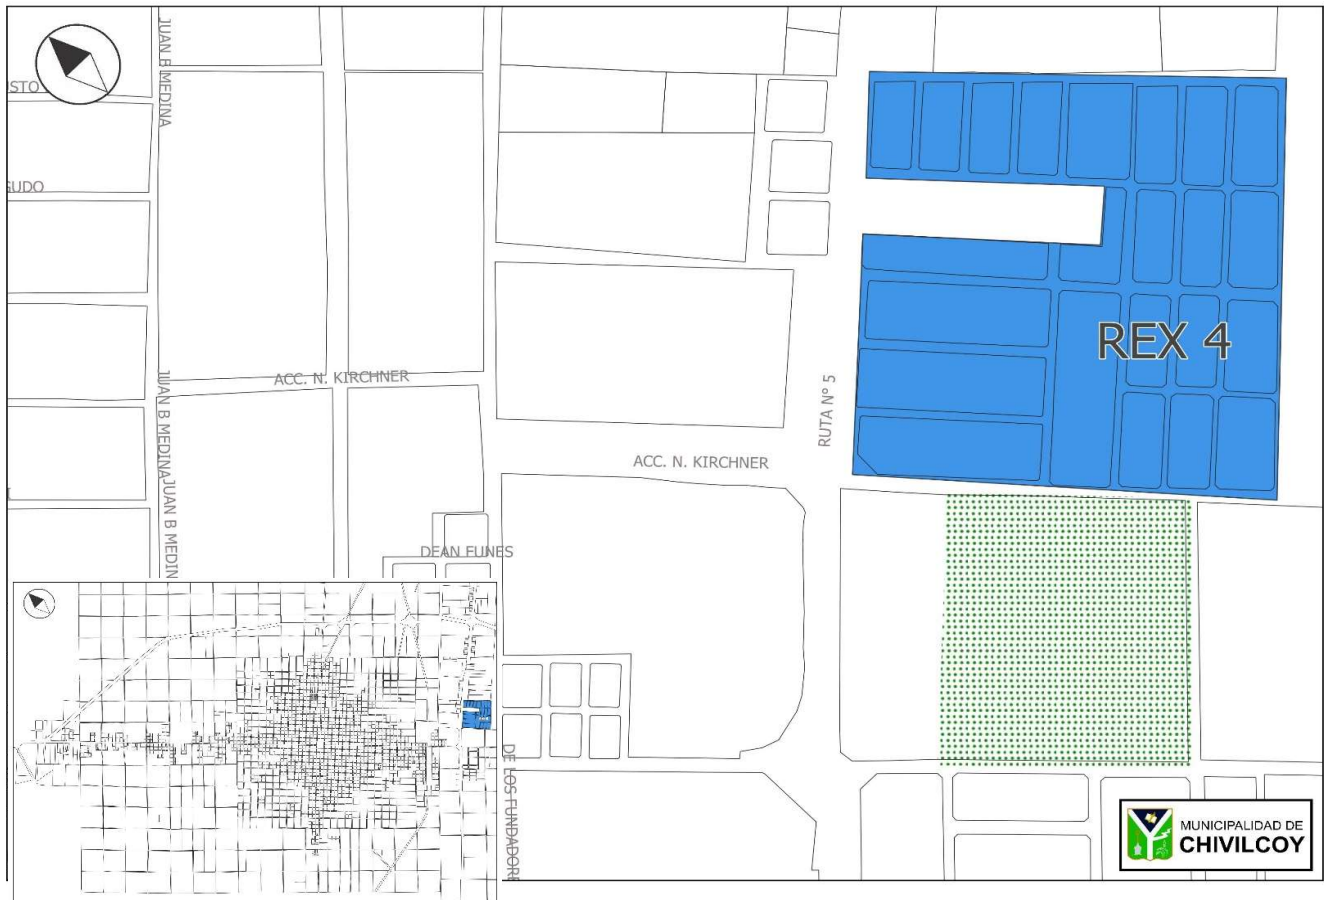 JUAN B MEDINA
STO
GUDO
REX 4
ACC. N. KIRCHNER
RUTA Nº 5
JUAN B MEDINA
ACC. N. KIRCHNER
JUAN B MEDIN
DEAN FUNES
DE LOS FUNDADORE
MUNICIPALIDAD DE
CHIVILCOY